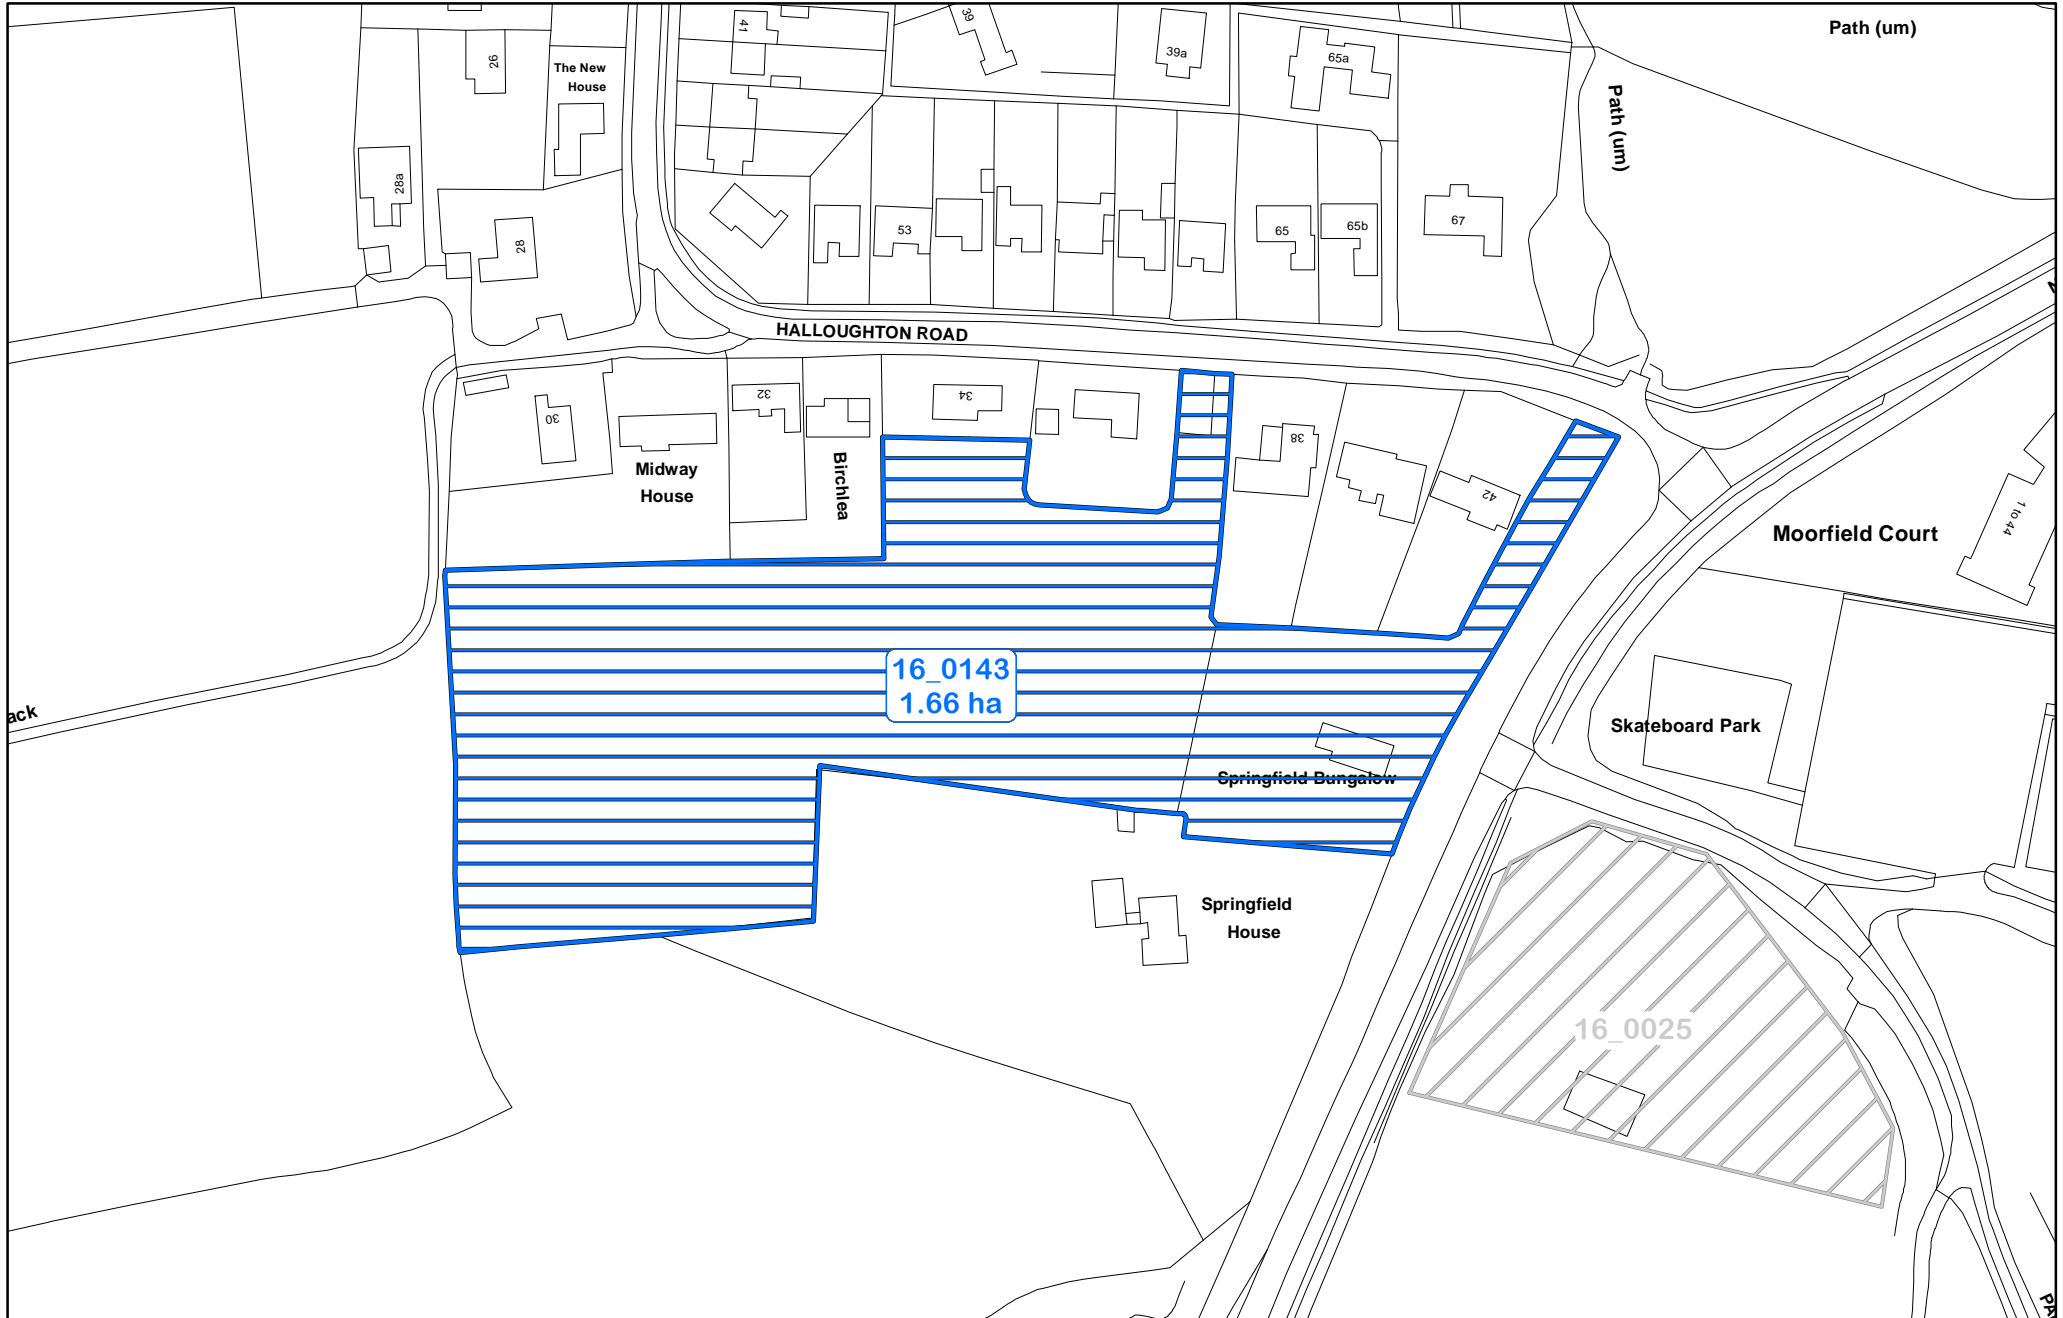 Path (um)
39
41
39a
26
65a
The New
House
Path (um)
28a
53
65
65b
67
28
HALLOUGHTON ROAD
32
34
30
38
Midway
House
Birchlea
42
1 to 44
Moorfield Court
16_0143
1.66 ha
ack
Skateboard Park
Springfield Bungalow
Springfield
House
16_0025
PA